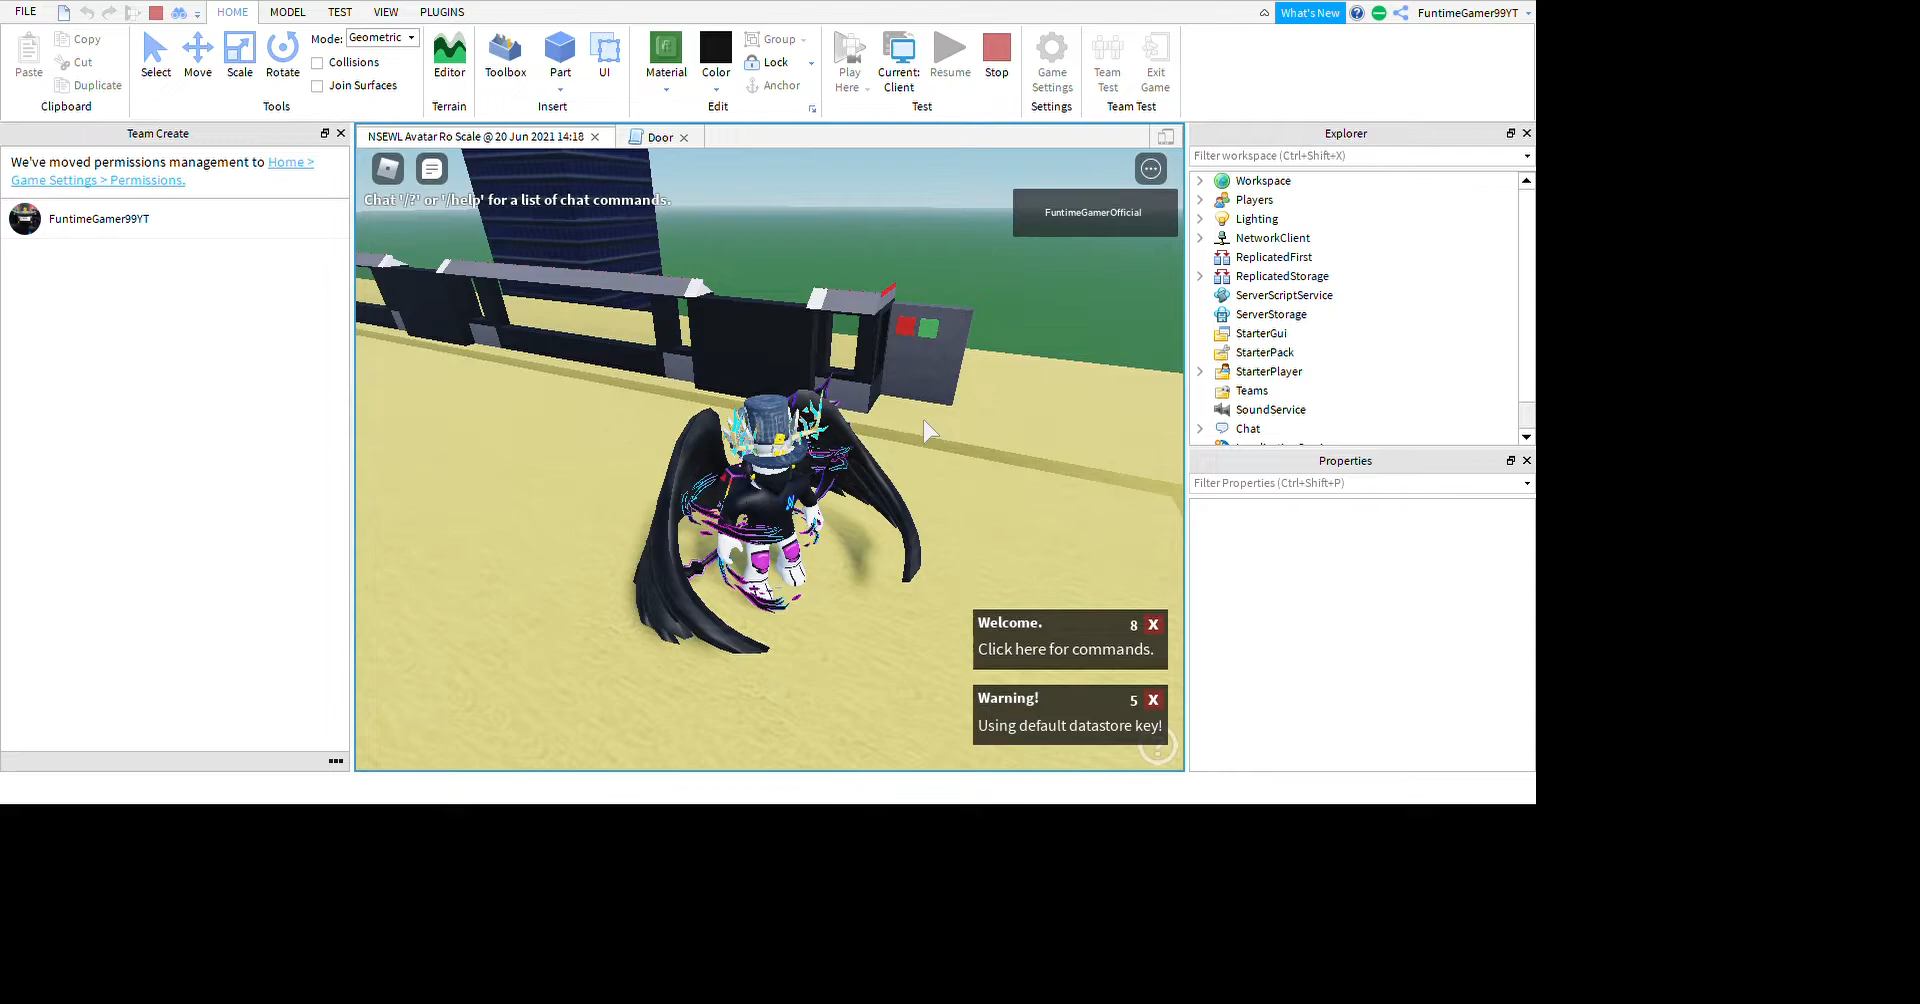 FILE HOME MODEL TEST VIEW PLUGINS What's New FuntimeGamer99YT
Paste Copy Cut Duplicate
Clipboard
Select Move Scale Rotate
Mode: Geometric
Collisions
Join Surfaces
Tools
Editor
Terrain
Toolbox Part UI
Insert
Material Color Group Lock Anchor
Edit
Play Here
Current: Client
Resume Stop
Test
Game Settings
Settings
Team Test
Exit Game
Team Test
Team Create
We've moved permissions management to Home >
Game Settings > Permissions.
FuntimeGamer99YT
NSEWL Avatar Ro Scale @ 20 Jun 2021 14:18
Door
Chat '/?' or '/help' for a list of chat commands.
FuntimeGamerOfficial
Welcome. 8 X
Click here for commands.
Warning! 5 X
Using default datastore key!
Explorer
Filter workspace (Ctrl+Shift+X)
Workspace
Players
Lighting
NetworkClient
ReplicatedFirst
ReplicatedStorage
ServerScriptService
ServerStorage
StarterGui
StarterPack
StarterPlayer
Teams
SoundService
Chat
Properties
Filter Properties (Ctrl+Shift+P)